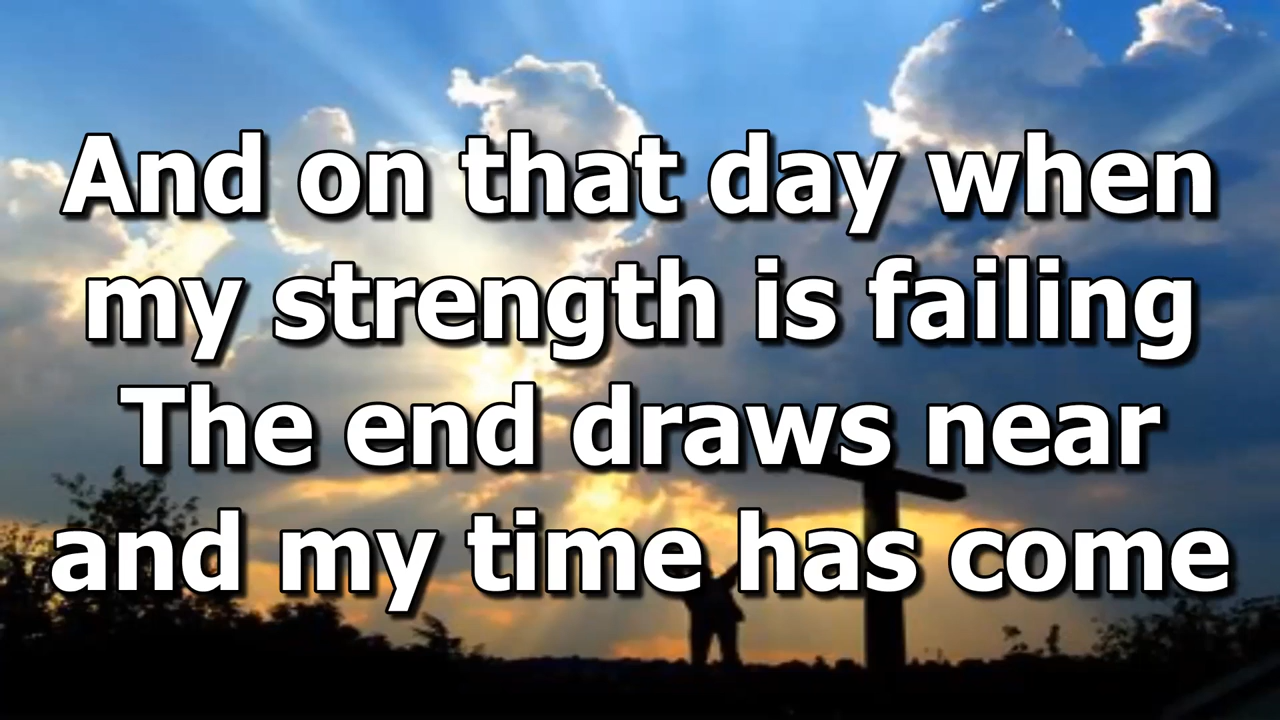 And on that day when
my strength is failing
The end draws near
and my time has come